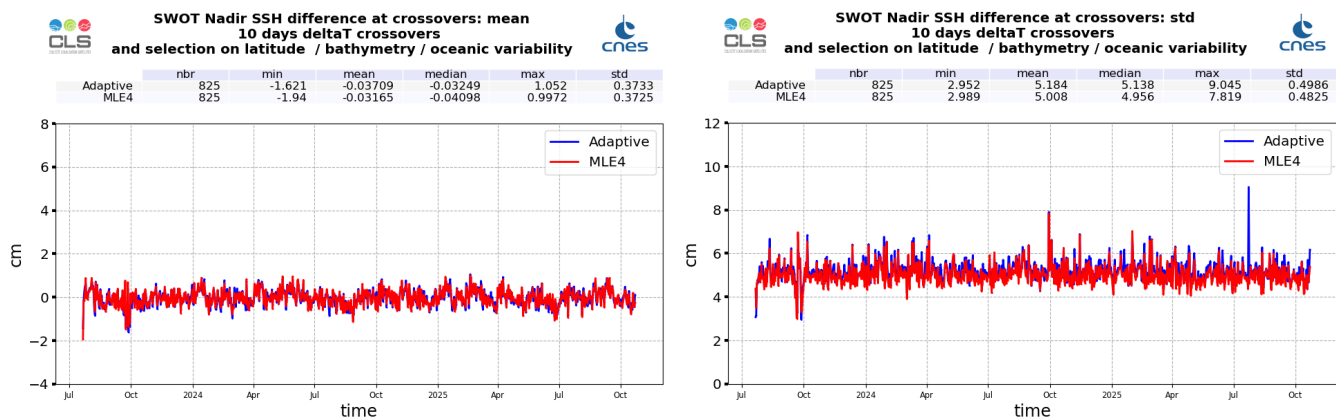 CLS
COLLECTE LOCALISATION SATELLITES
SWOT Nadir SSH difference at crossovers: mean
10 days deltaT crossovers
and selection on latitude / bathymetry / oceanic variability
cnes
nbr min mean median max std
Adaptive 825 -1.621 -0.03709 -0.03249 1.052 0.3733
MLE4 825 -1.94 -0.03165 -0.04098 0.9972 0.3725
8
6
4
2
0
−2
−4
cm
Adaptive
MLE4
Jul Oct 2024 Apr Jul Oct 2025 Apr Jul Oct
time
CLS
COLLECTE LOCALISATION SATELLITES
SWOT Nadir SSH difference at crossovers: std
10 days deltaT crossovers
and selection on latitude / bathymetry / oceanic variability
cnes
nbr min mean median max std
Adaptive 825 2.952 5.184 5.138 9.045 0.4986
MLE4 825 2.989 5.008 4.956 7.819 0.4825
12
10
8
6
4
2
0
cm
Adaptive
MLE4
Jul Oct 2024 Apr Jul Oct 2025 Apr Jul Oct
time